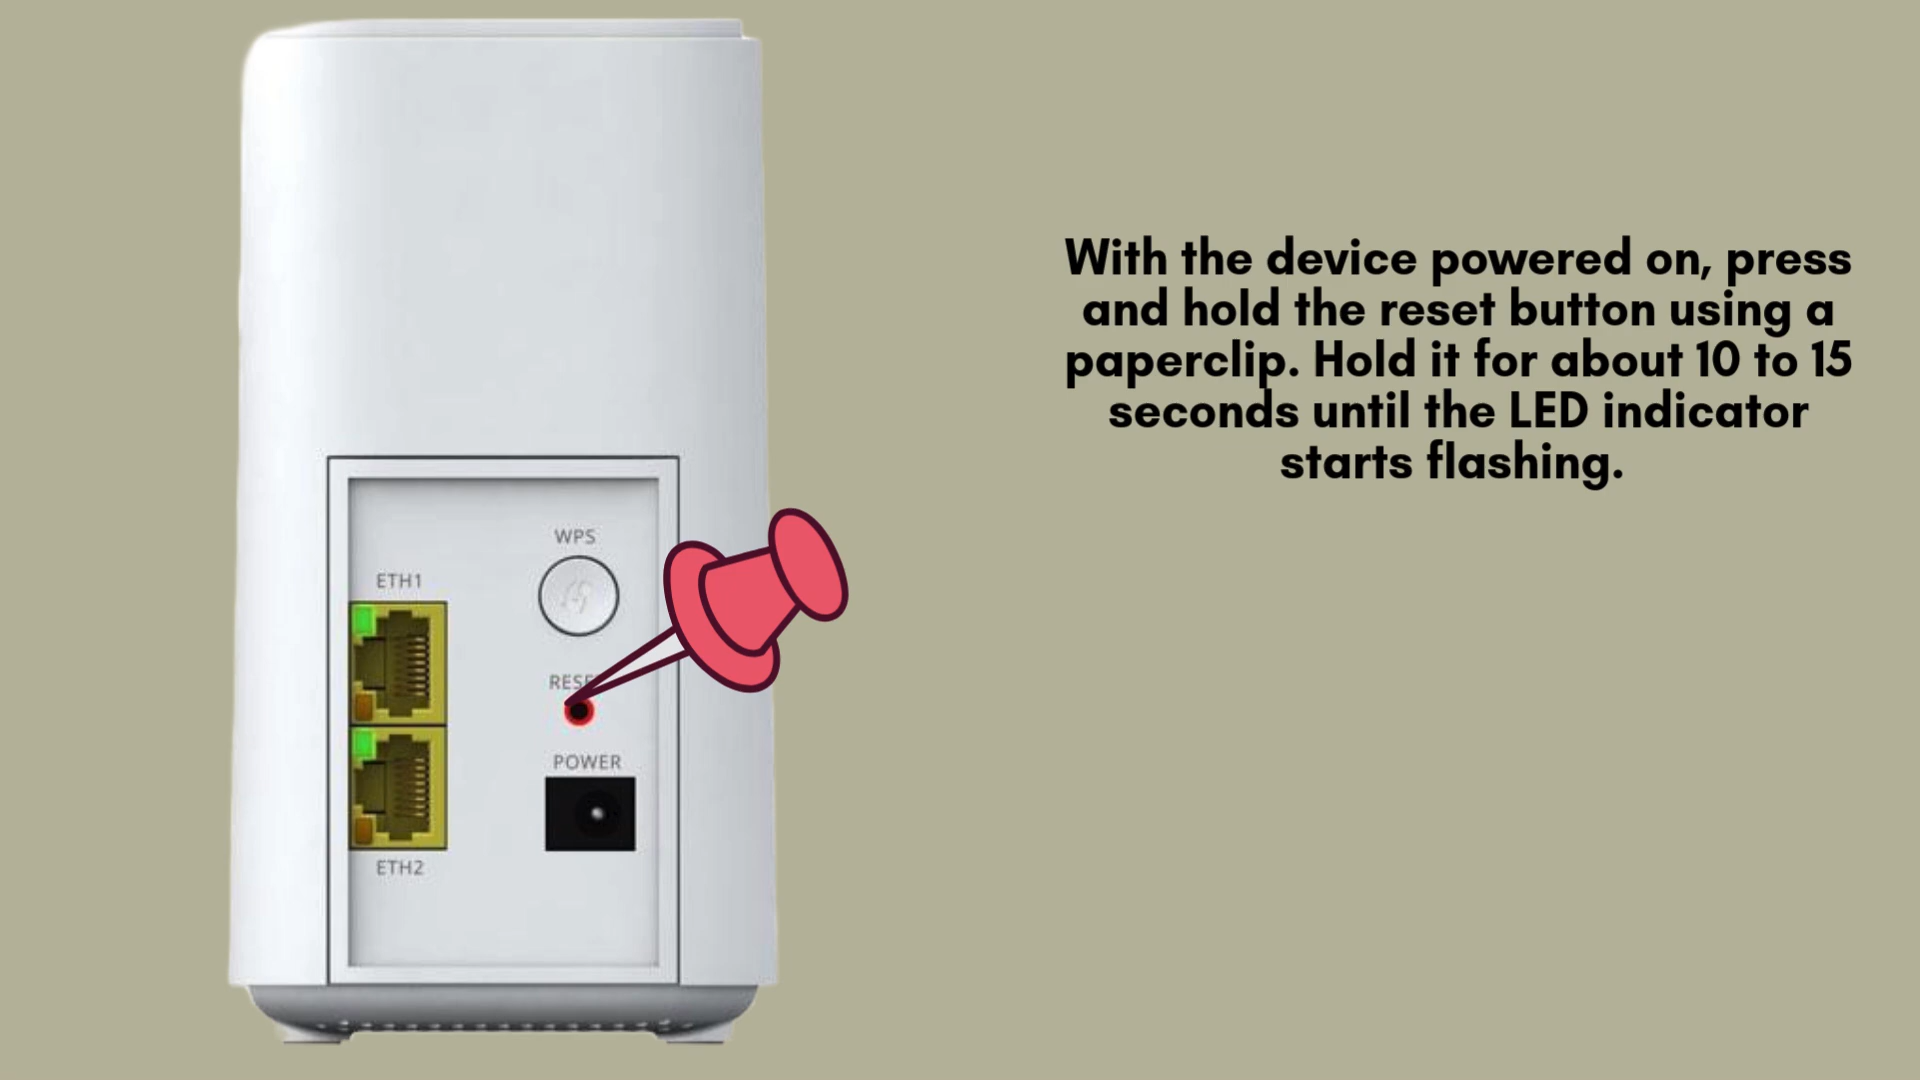 With the device powered on, press
and hold the reset button using a
paperclip. Hold it for about 10 to 15
seconds until the LED indicator
starts flashing.
WPS
ETH1
RESE
POWER
ETH2